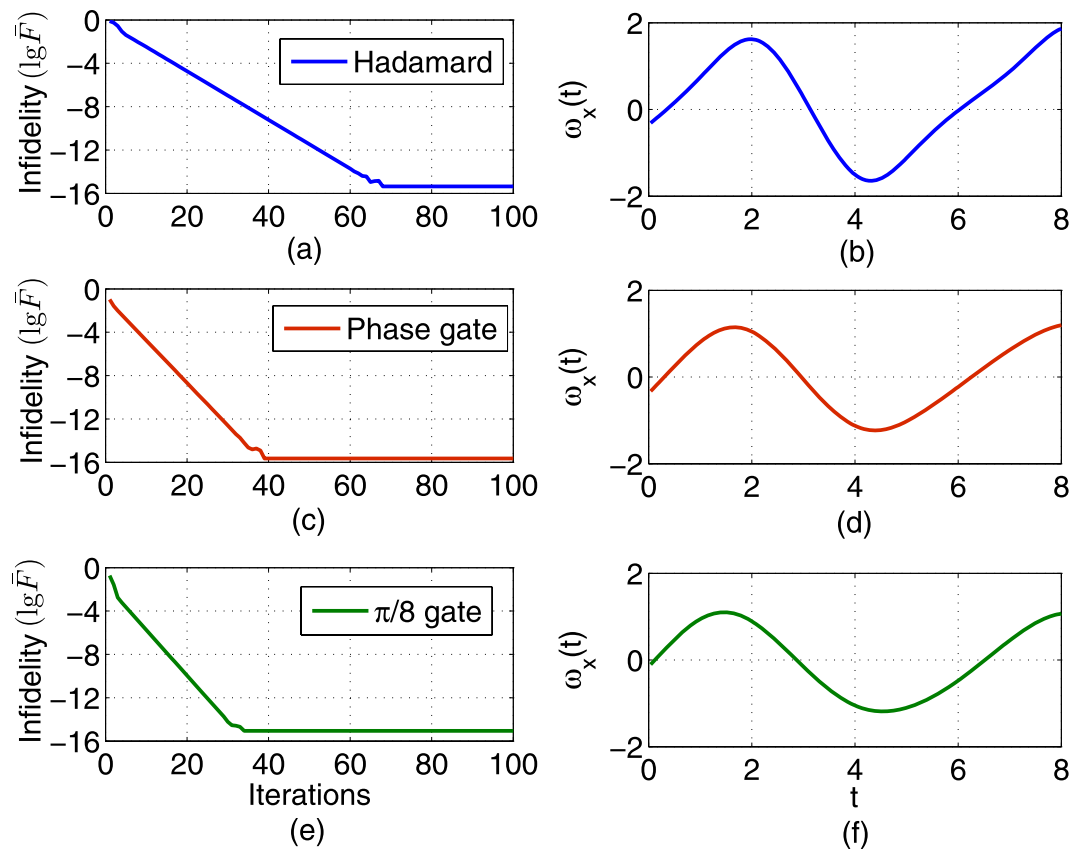 Infidelity (lg F̄)
0
−4
−8
−12
−16
Hadamard
0 20 40 60 80 100
(a)
ω_x(t)
2
0
−2
0 2 4 6 8
(b)
Infidelity (lg F̄)
0
−4
−8
−12
−16
Phase gate
0 20 40 60 80 100
(c)
ω_x(t)
2
0
−2
0 2 4 6 8
(d)
Infidelity (lg F̄)
0
−4
−8
−12
−16
π/8 gate
0 20 40 60 80 100
Iterations
(e)
ω_x(t)
2
0
−2
0 2 4 6 8
t
(f)